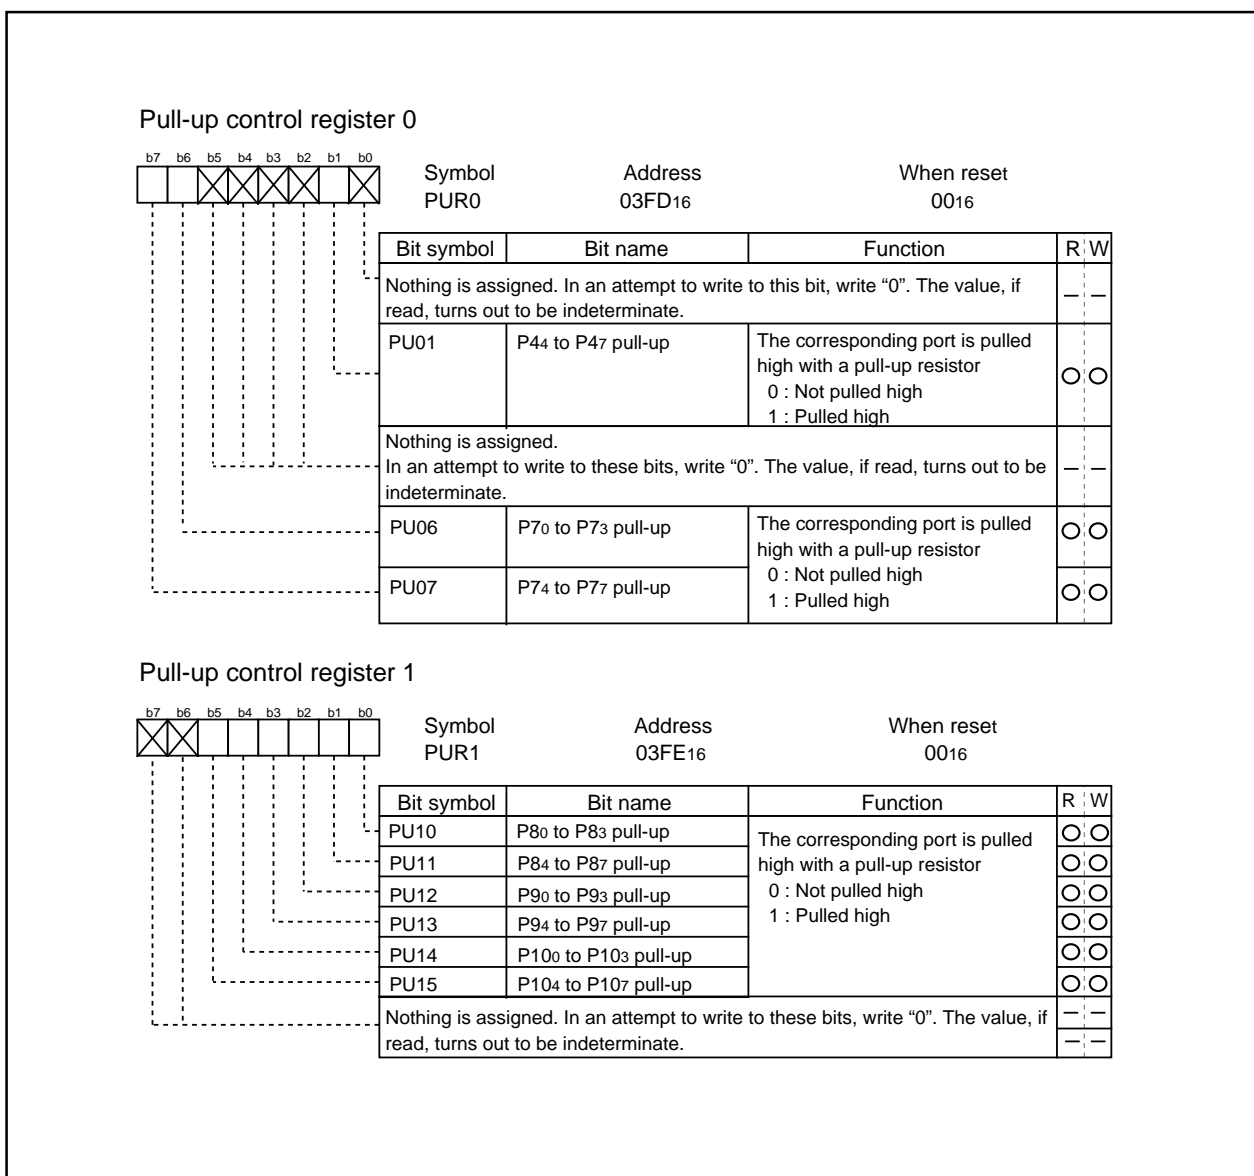 Pull-up control register 0
b7 b6 b5 b4 b3 b2 b1 b0
Symbol Address When reset
PUR0 03FD16 0016
Bit symbol Bit name Function R W
Nothing is assigned. In an attempt to write to this bit, write “0”. The value, if
read, turns out to be indeterminate.
– –
PU01 P44 to P47 pull-up The corresponding port is pulled
high with a pull-up resistor
0 : Not pulled high
1 : Pulled high
Nothing is assigned.
In an attempt to write to these bits, write “0”. The value, if read, turns out to be
indeterminate.
– –
PU06 P70 to P73 pull-up The corresponding port is pulled
high with a pull-up resistor
0 : Not pulled high
PU07 P74 to P77 pull-up 1 : Pulled high
Pull-up control register 1
b7 b6 b5 b4 b3 b2 b1 b0
Symbol Address When reset
PUR1 03FE16 0016
Bit symbol Bit name Function R W
PU10 P80 to P83 pull-up The corresponding port is pulled
PU11 P84 to P87 pull-up high with a pull-up resistor
PU12 P90 to P93 pull-up 0 : Not pulled high
PU13 P94 to P97 pull-up 1 : Pulled high
PU14 P100 to P103 pull-up
PU15 P104 to P107 pull-up
Nothing is assigned. In an attempt to write to these bits, write “0”. The value, if – –
read, turns out to be indeterminate. – –